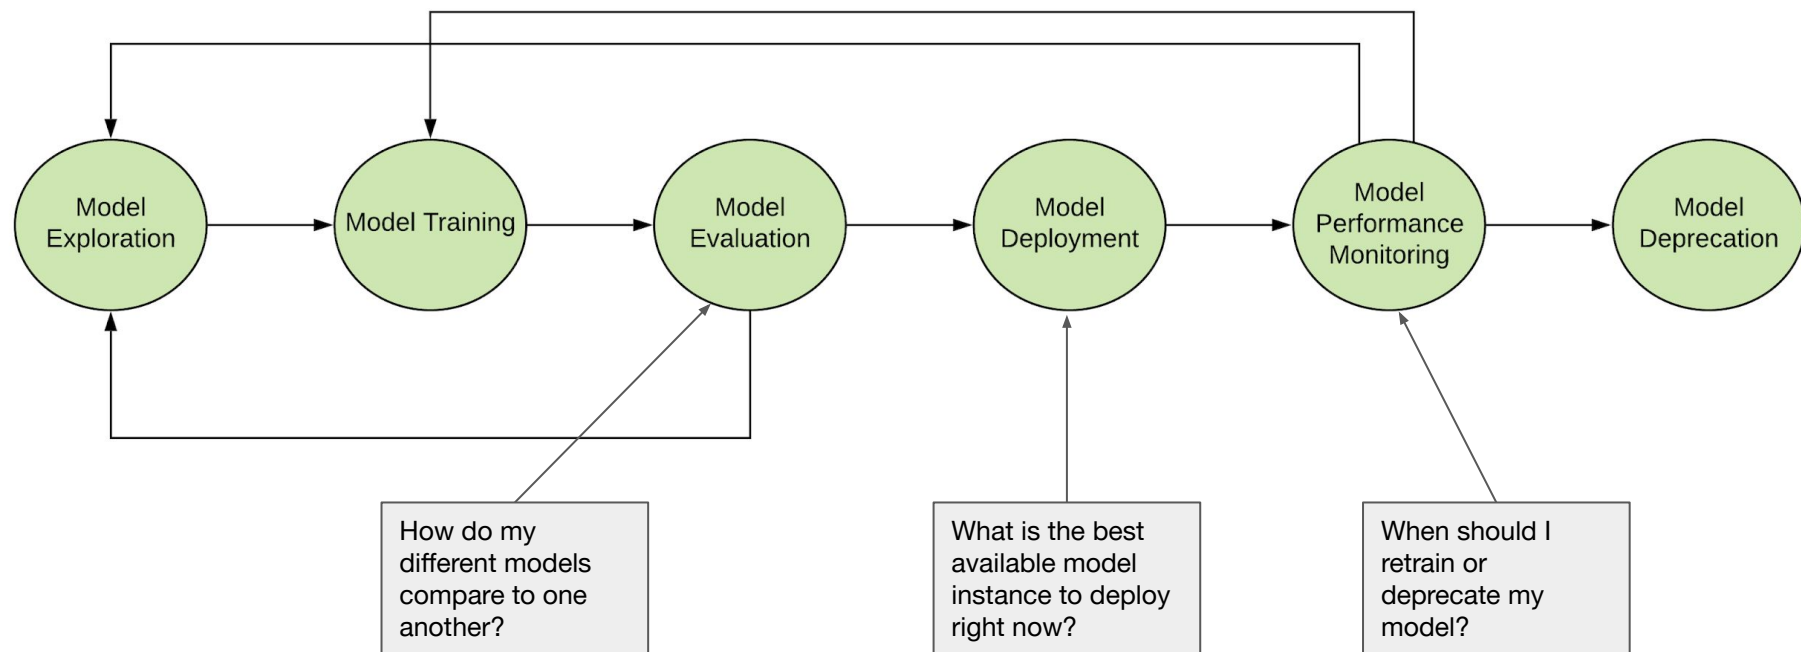 Model
Exploration
Model Training
Model
Evaluation
Model
Deployment
Model
Performance
Monitoring
Model
Deprecation
How do my
different models
compare to one
another?
What is the best
available model
instance to deploy
right now?
When should I
retrain or
deprecate my
model?